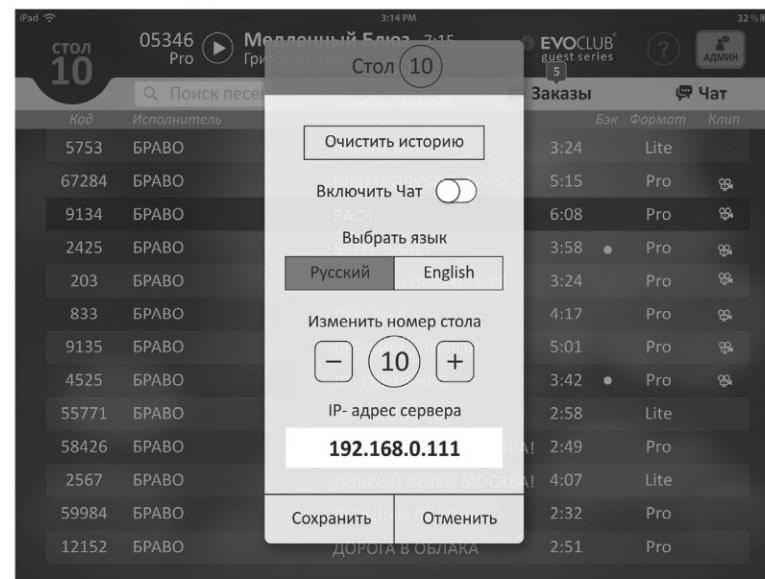 iPad 3:14 PM 32 %
СТОЛ 10
05346 Pro
Медленный Блюз 7:15
EVOCLUB guest series
?
АДМИН
Поиск
5
Заказы
Чат
Код Исполнитель Бэк Формат Клип
5753 БРАВО 3:24 Lite
67284 БРАВО 5:15 Pro
9134 БРАВО ВАСЯ 6:08 Pro
2425 БРАВО 3:58 Pro
203 БРАВО 3:24 Pro
833 БРАВО 4:17 Pro
9135 БРАВО 5:01 Pro
4525 БРАВО 3:42 Pro
55771 БРАВО 2:58 Lite
58426 БРАВО 2:49 Pro
2567 БРАВО ДОБРЫЙ ВЕЧЕР, МОСКВА! 4:07 Lite
59984 БРАВО 2:32 Pro
12152 БРАВО ДОРОГА В ОБЛАКА 2:51 Pro
Стол 10
Очистить историю
Включить Чат
Выбрать язык
Русский English
Изменить номер стола
− 10 +
IP- адрес сервера
192.168.0.111
Сохранить Отменить